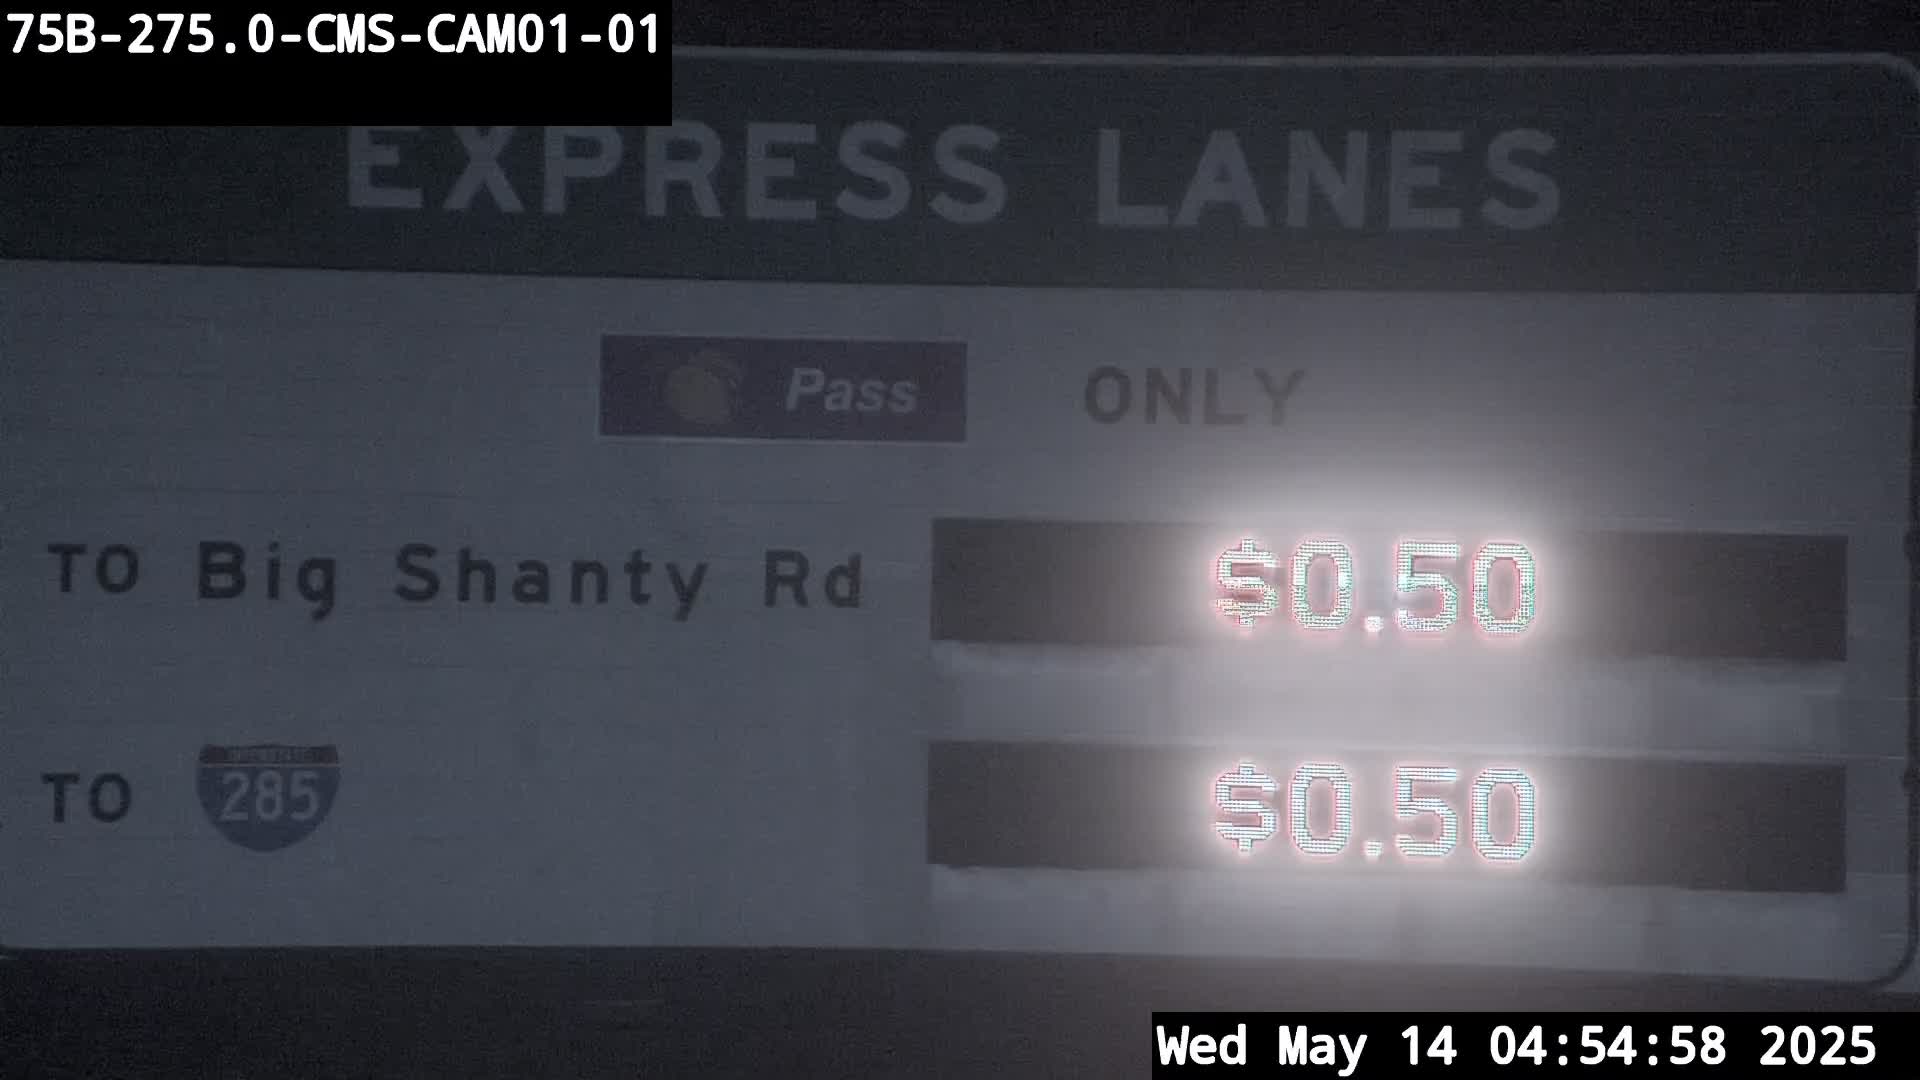 75B-275.0-CMS-CAM01-01
EXPRESS LANES
Pass ONLY
TO Big Shanty Rd $0.50
TO 285 $0.50
Wed May 14 04:54:58 2025